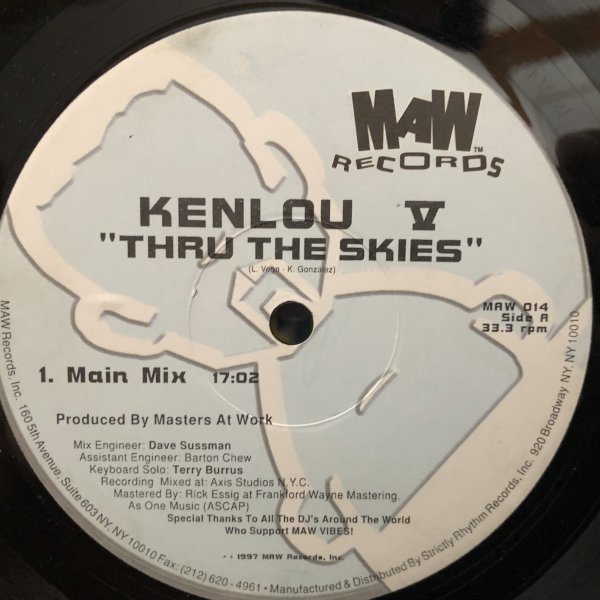 MAW
TM
RECORDS
KENLOU V
"THRU THE SKIES"
(L. Vega - K. Gonzalez)
MAW 014
Side A
33.3 rpm
1. Main Mix 17:02
Produced By Masters At Work
Mix Engineer: Dave Sussman
Assistant Engineer: Barton Chew
Keyboard Solo: Terry Burrus
Recording Mixed at: Axis Studios N.Y.C.
Mastered By: Rick Essig at Frankford Wayne Mastering.
As One Music (ASCAP)
Special Thanks To All The DJ's Around The World
Who Support MAW VIBES!
1997 MAW Records, Inc.
MAW Records, Inc. 160 5th Avenue, Suite 603 NY, NY 10010 Fax: (212) 620-4961 • Manufactured & Distributed By Strictly Rhythm Records, Inc. 920 Broadway NY, NY 10010